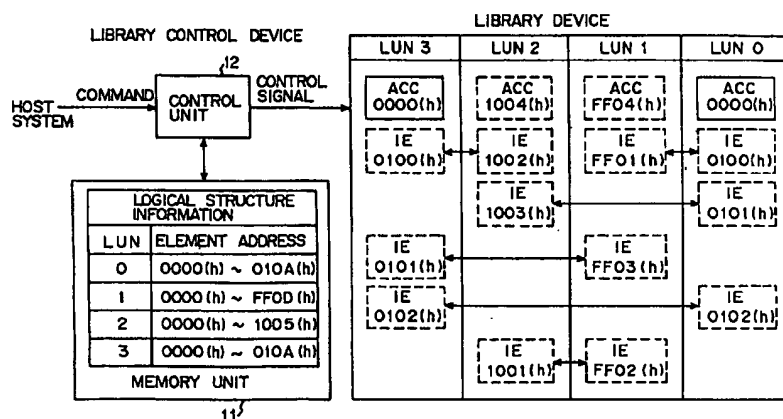 LIBRARY CONTROL DEVICE
12
HOST SYSTEM
COMMAND
CONTROL UNIT
CONTROL SIGNAL
LOGICAL STRUCTURE INFORMATION
LUN ELEMENT ADDRESS
0 0000(h) ~ 010A(h)
1 0000(h) ~ FF0D(h)
2 0000(h) ~ 1005(h)
3 0000(h) ~ 010A(h)
MEMORY UNIT
11
LIBRARY DEVICE
LUN 3 LUN 2 LUN 1 LUN 0
ACC ACC ACC ACC
0000(h) 1004(h) FF04(h) 0000(h)
IE IE IE IE
0100(h) 1002(h) FF01(h) 0100(h)
IE IE
1003(h) 0101(h)
IE IE
0101(h) FF03(h)
IE IE
0102(h) 0102(h)
IE IE
1001(h) FF02(h)